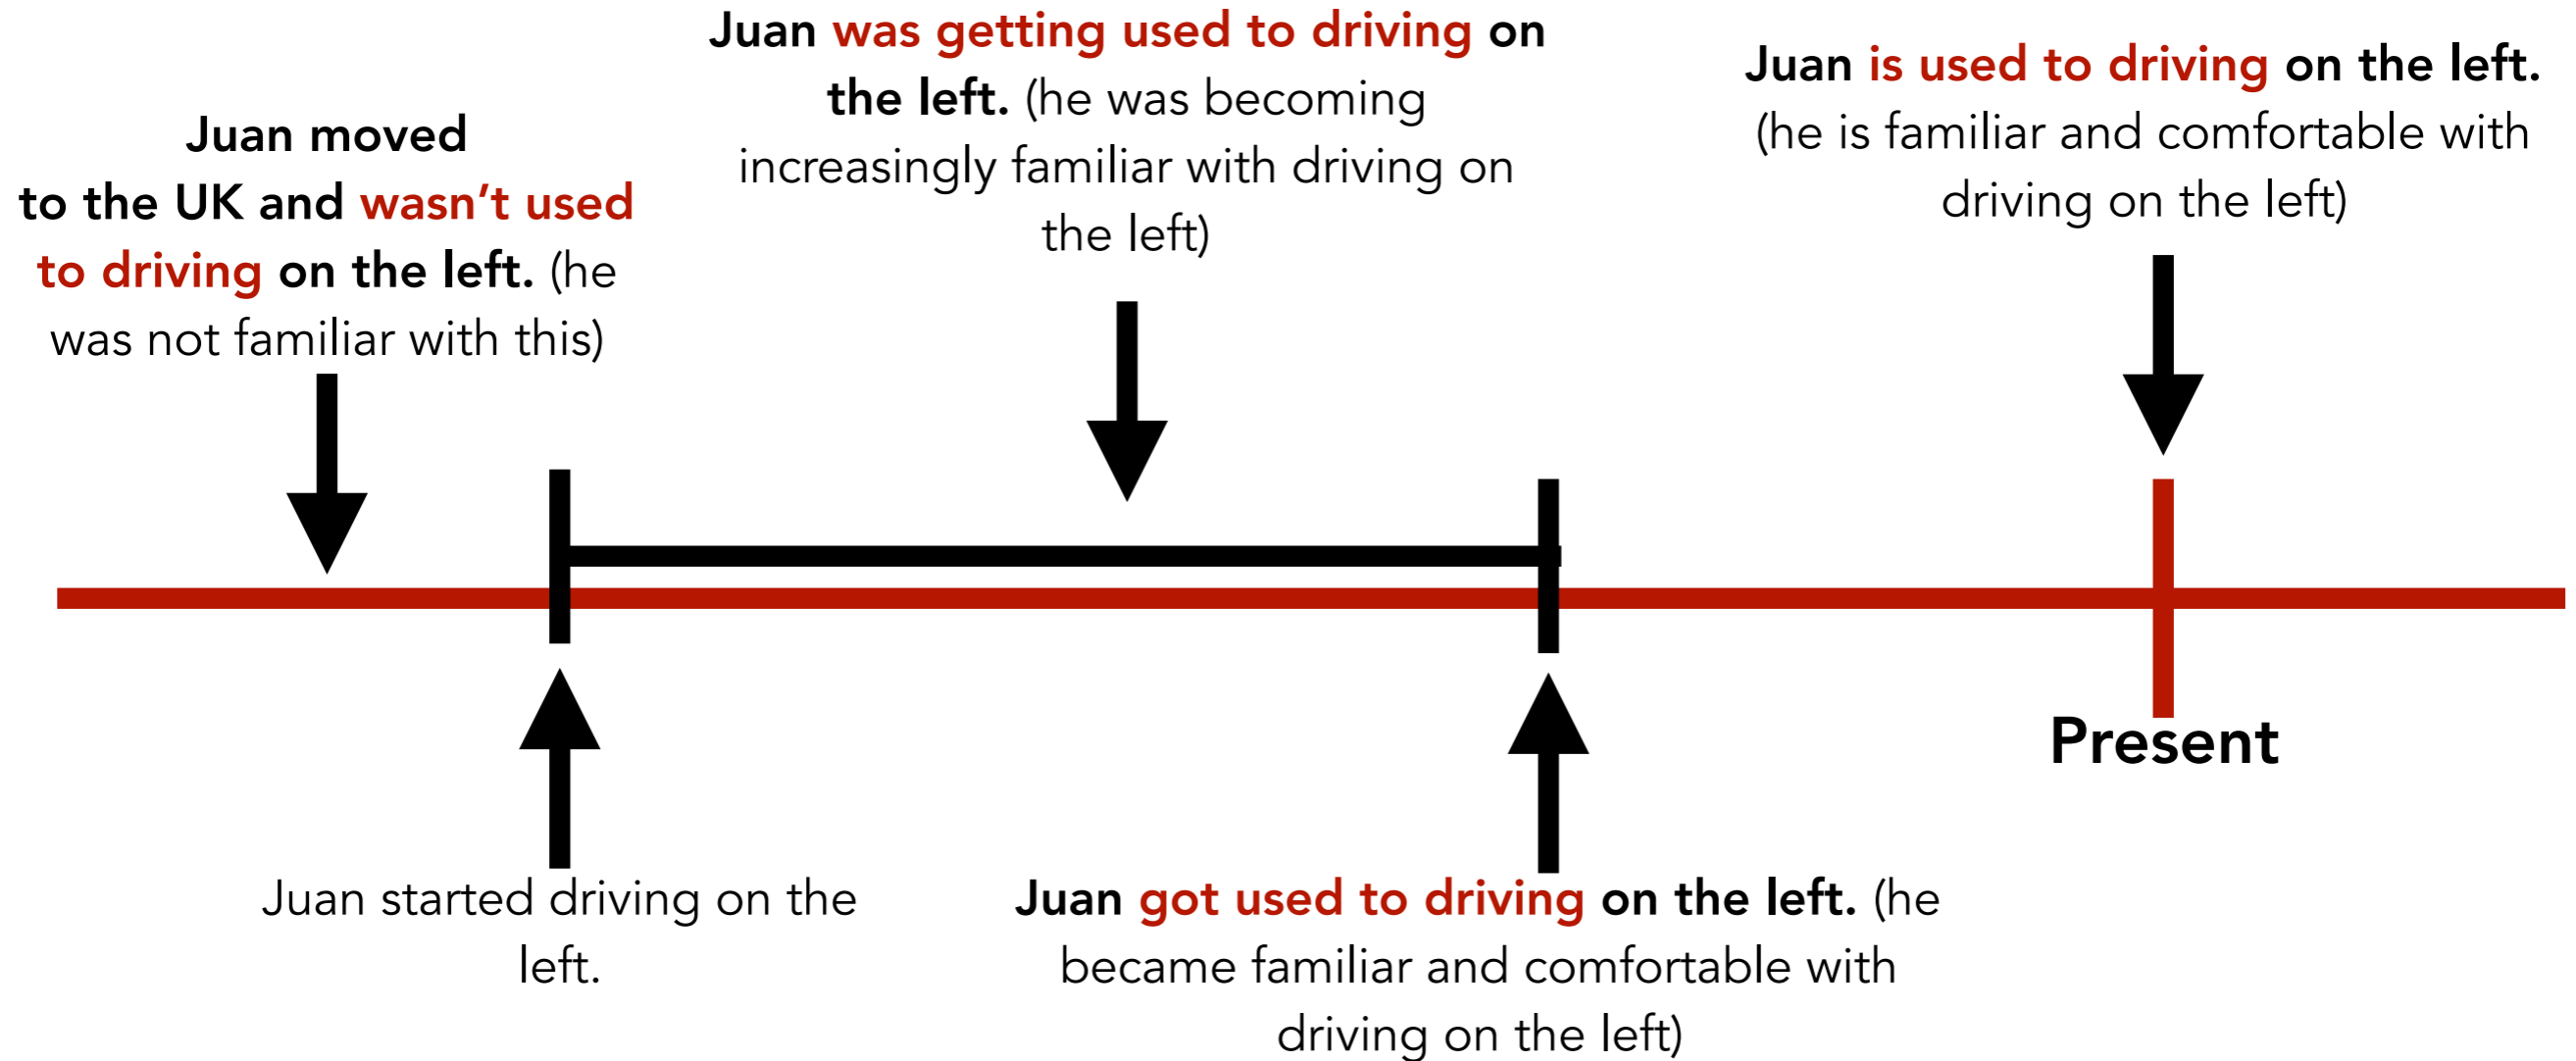 Juan moved
to the UK and wasn’t used
to driving on the left. (he
was not familiar with this)
Juan was getting used to driving on
the left. (he was becoming
increasingly familiar with driving on
the left)
Juan is used to driving on the left.
(he is familiar and comfortable with
driving on the left)
Juan started driving on the
left.
Juan got used to driving on the left. (he
became familiar and comfortable with
driving on the left)
Present